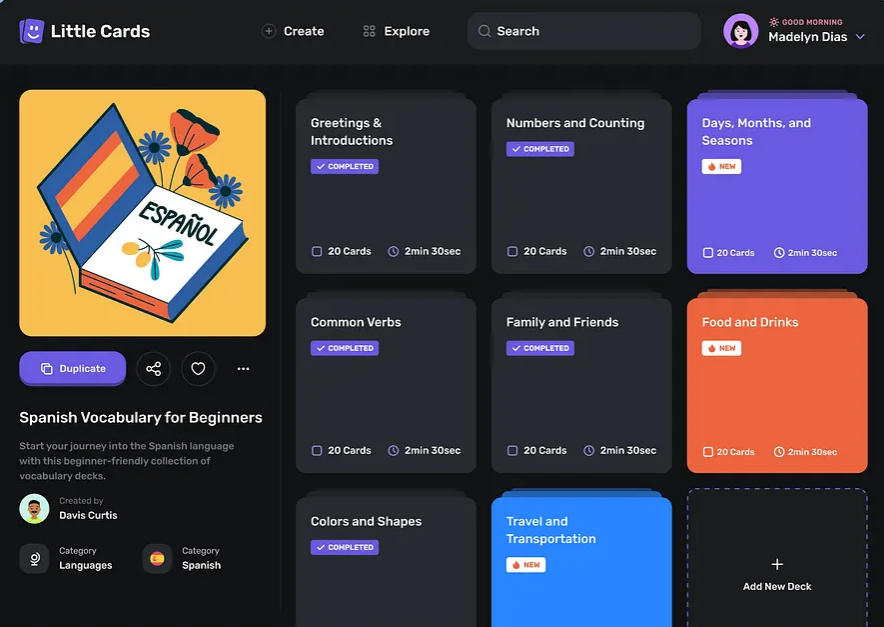 Little Cards
Create
Explore
Search
GOOD MORNING
Madelyn Dias
ESPAÑOL
Duplicate
Spanish Vocabulary for Beginners
Start your journey into the Spanish language
with this beginner-friendly collection of
vocabulary decks.
Created by
Davis Curtis
Category
Languages
Category
Spanish
Greetings &
Introductions
COMPLETED
20 Cards
2min 30sec
Numbers and Counting
COMPLETED
20 Cards
2min 30sec
Days, Months, and
Seasons
NEW
20 Cards
2min 30sec
Common Verbs
COMPLETED
20 Cards
2min 30sec
Family and Friends
COMPLETED
20 Cards
2min 30sec
Food and Drinks
NEW
20 Cards
2min 30sec
Colors and Shapes
COMPLETED
Travel and
Transportation
NEW
Add New Deck